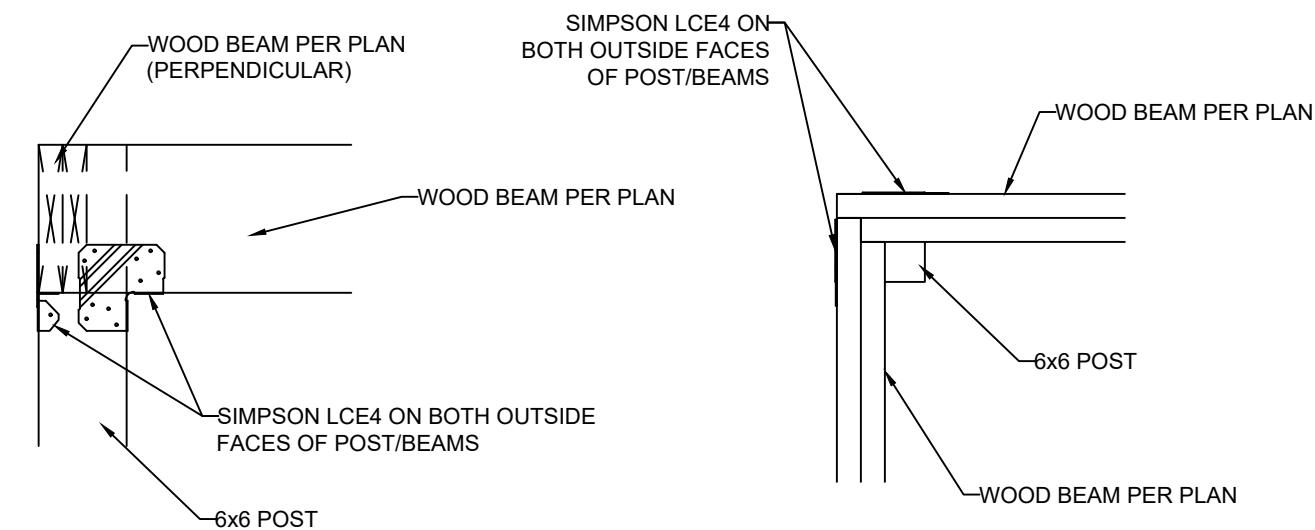 WOOD BEAM PER PLAN
(PERPENDICULAR)
WOOD BEAM PER PLAN
SIMPSON LCE4 ON BOTH OUTSIDE
FACES OF POST/BEAMS
6x6 POST
SIMPSON LCE4 ON
BOTH OUTSIDE FACES
OF POST/BEAMS
WOOD BEAM PER PLAN
6x6 POST
WOOD BEAM PER PLAN